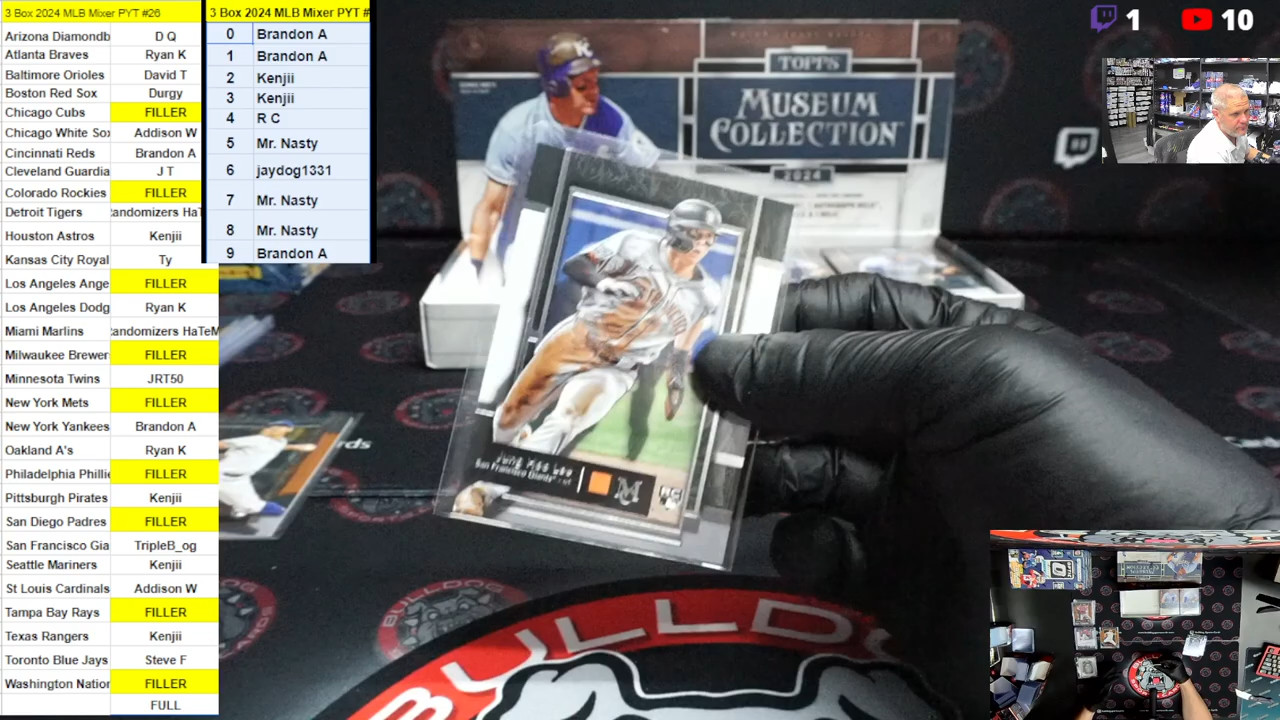 3 Box 2024 MLB Mixer PYT #26
Arizona Diamondb D Q
Atlanta Braves Ryan K
Baltimore Orioles David T
Boston Red Sox Durgy
Chicago Cubs FILLER
Chicago White Sox Addison W
Cincinnati Reds Brandon A
Cleveland Guardia J T
Colorado Rockies FILLER
Detroit Tigers Randomizers HaT
Houston Astros Kenjii
Kansas City Royal Ty
Los Angeles Ange FILLER
Los Angeles Dodg Ryan K
Miami Marlins Randomizers HaTeM
Milwaukee Brewer FILLER
Minnesota Twins JRT50
New York Mets FILLER
New York Yankees Brandon A
Oakland A's Ryan K
Philadelphia Phillie FILLER
Pittsburgh Pirates Kenjii
San Diego Padres FILLER
San Francisco Gia TripleB_og
Seattle Mariners Kenjii
St Louis Cardinals Addison W
Tampa Bay Rays FILLER
Texas Rangers Kenjii
Toronto Blue Jays Steve F
Washington Nation FILLER
FULL
3 Box 2024 MLB Mixer PYT #
0 Brandon A
1 Brandon A
2 Kenjii
3 Kenjii
4 R C
5 Mr. Nasty
6 jaydog1331
7 Mr. Nasty
8 Mr. Nasty
9 Brandon A
1
10
TOPPS
MUSEUM
COLLECTION
2024
Jung Hoo Lee
San Francisco Giants
RC
BULLDO